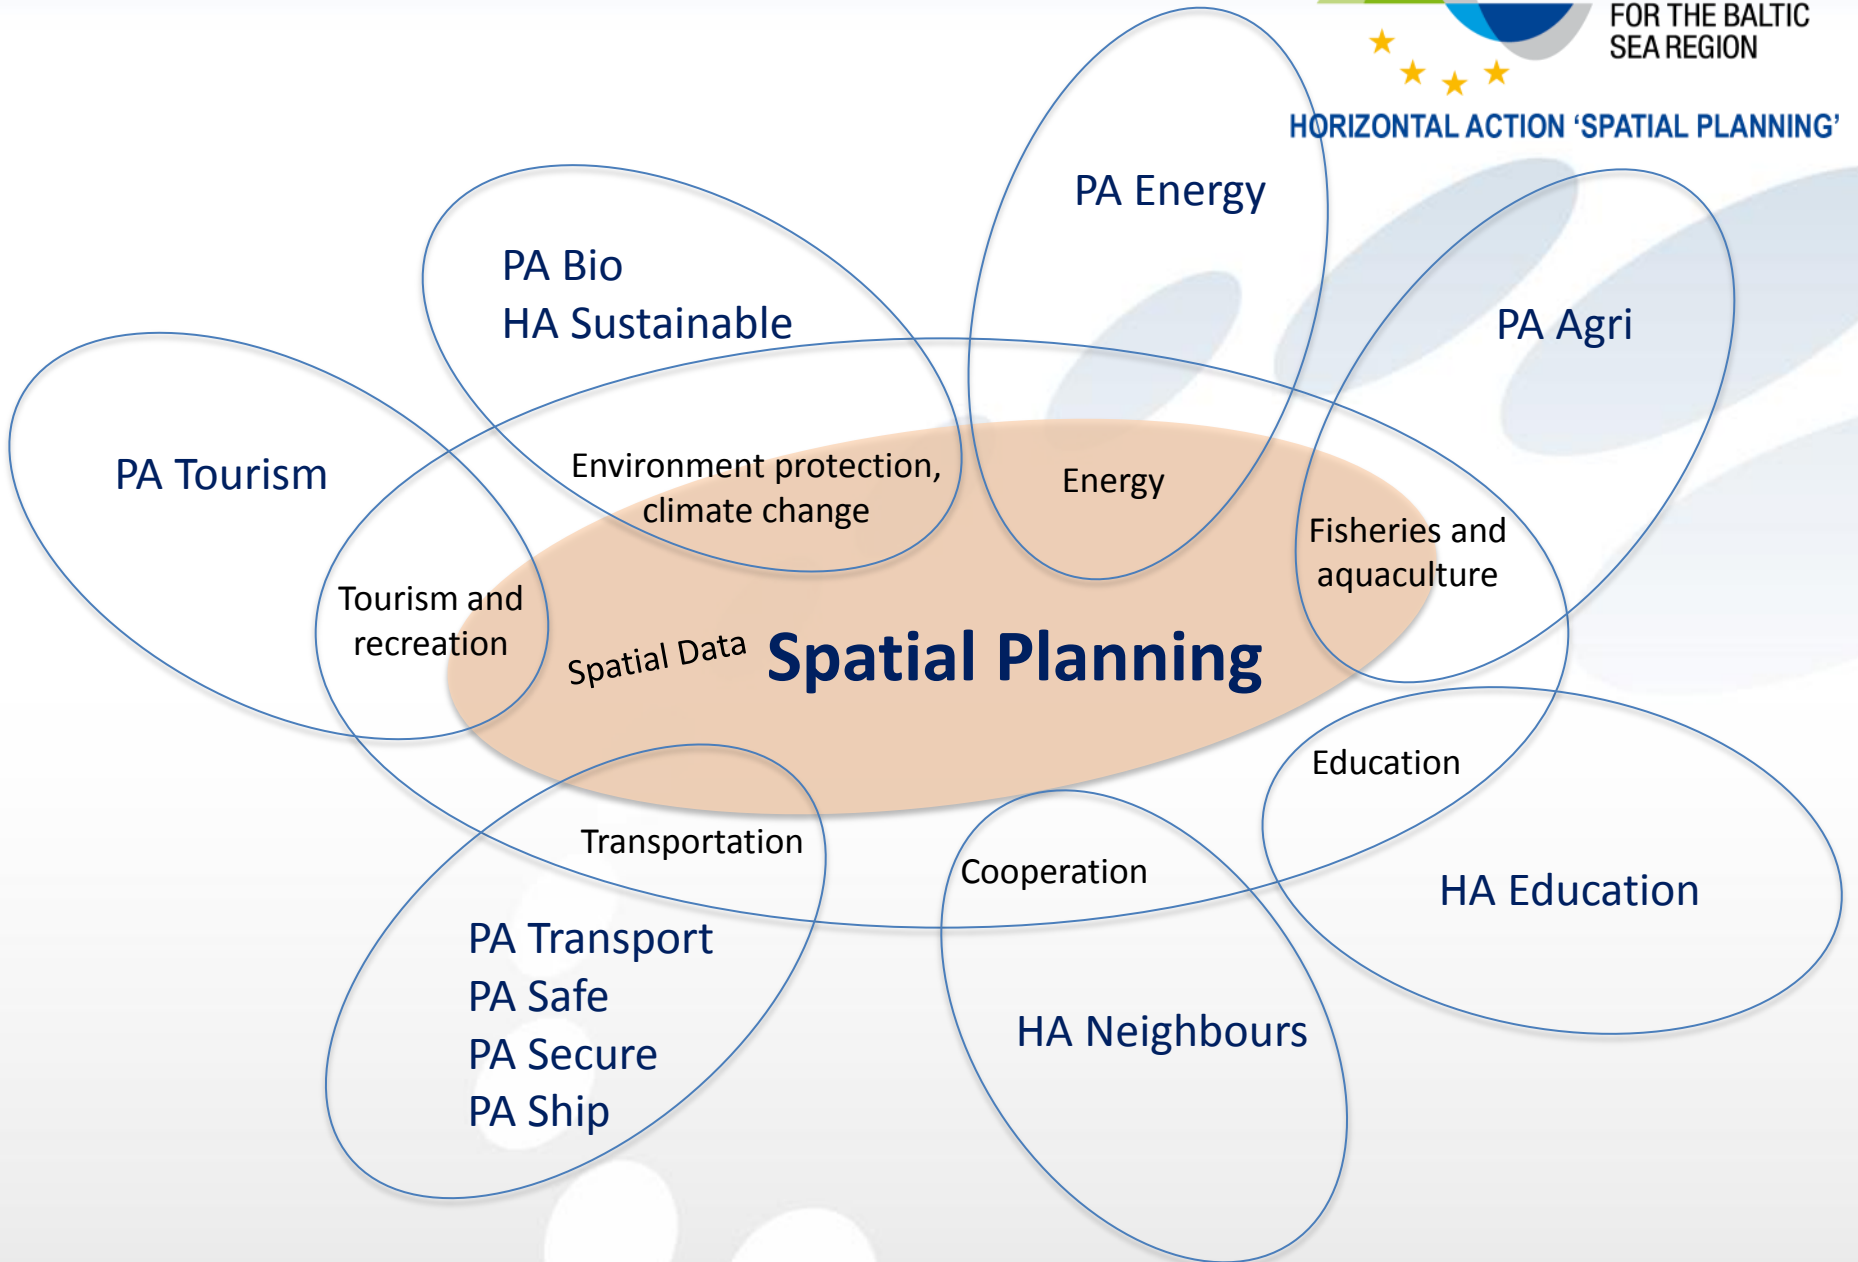 FOR THE BALTIC
SEA REGION
HORIZONTAL ACTION ‘SPATIAL PLANNING’
PA Energy
PA Bio
HA Sustainable
PA Agri
PA Tourism
Environment protection,
climate change
Energy
Fisheries and
aquaculture
Tourism and
recreation
Spatial Data
Spatial Planning
Education
Transportation
Cooperation
HA Education
PA Transport
PA Safe
PA Secure
PA Ship
HA Neighbours